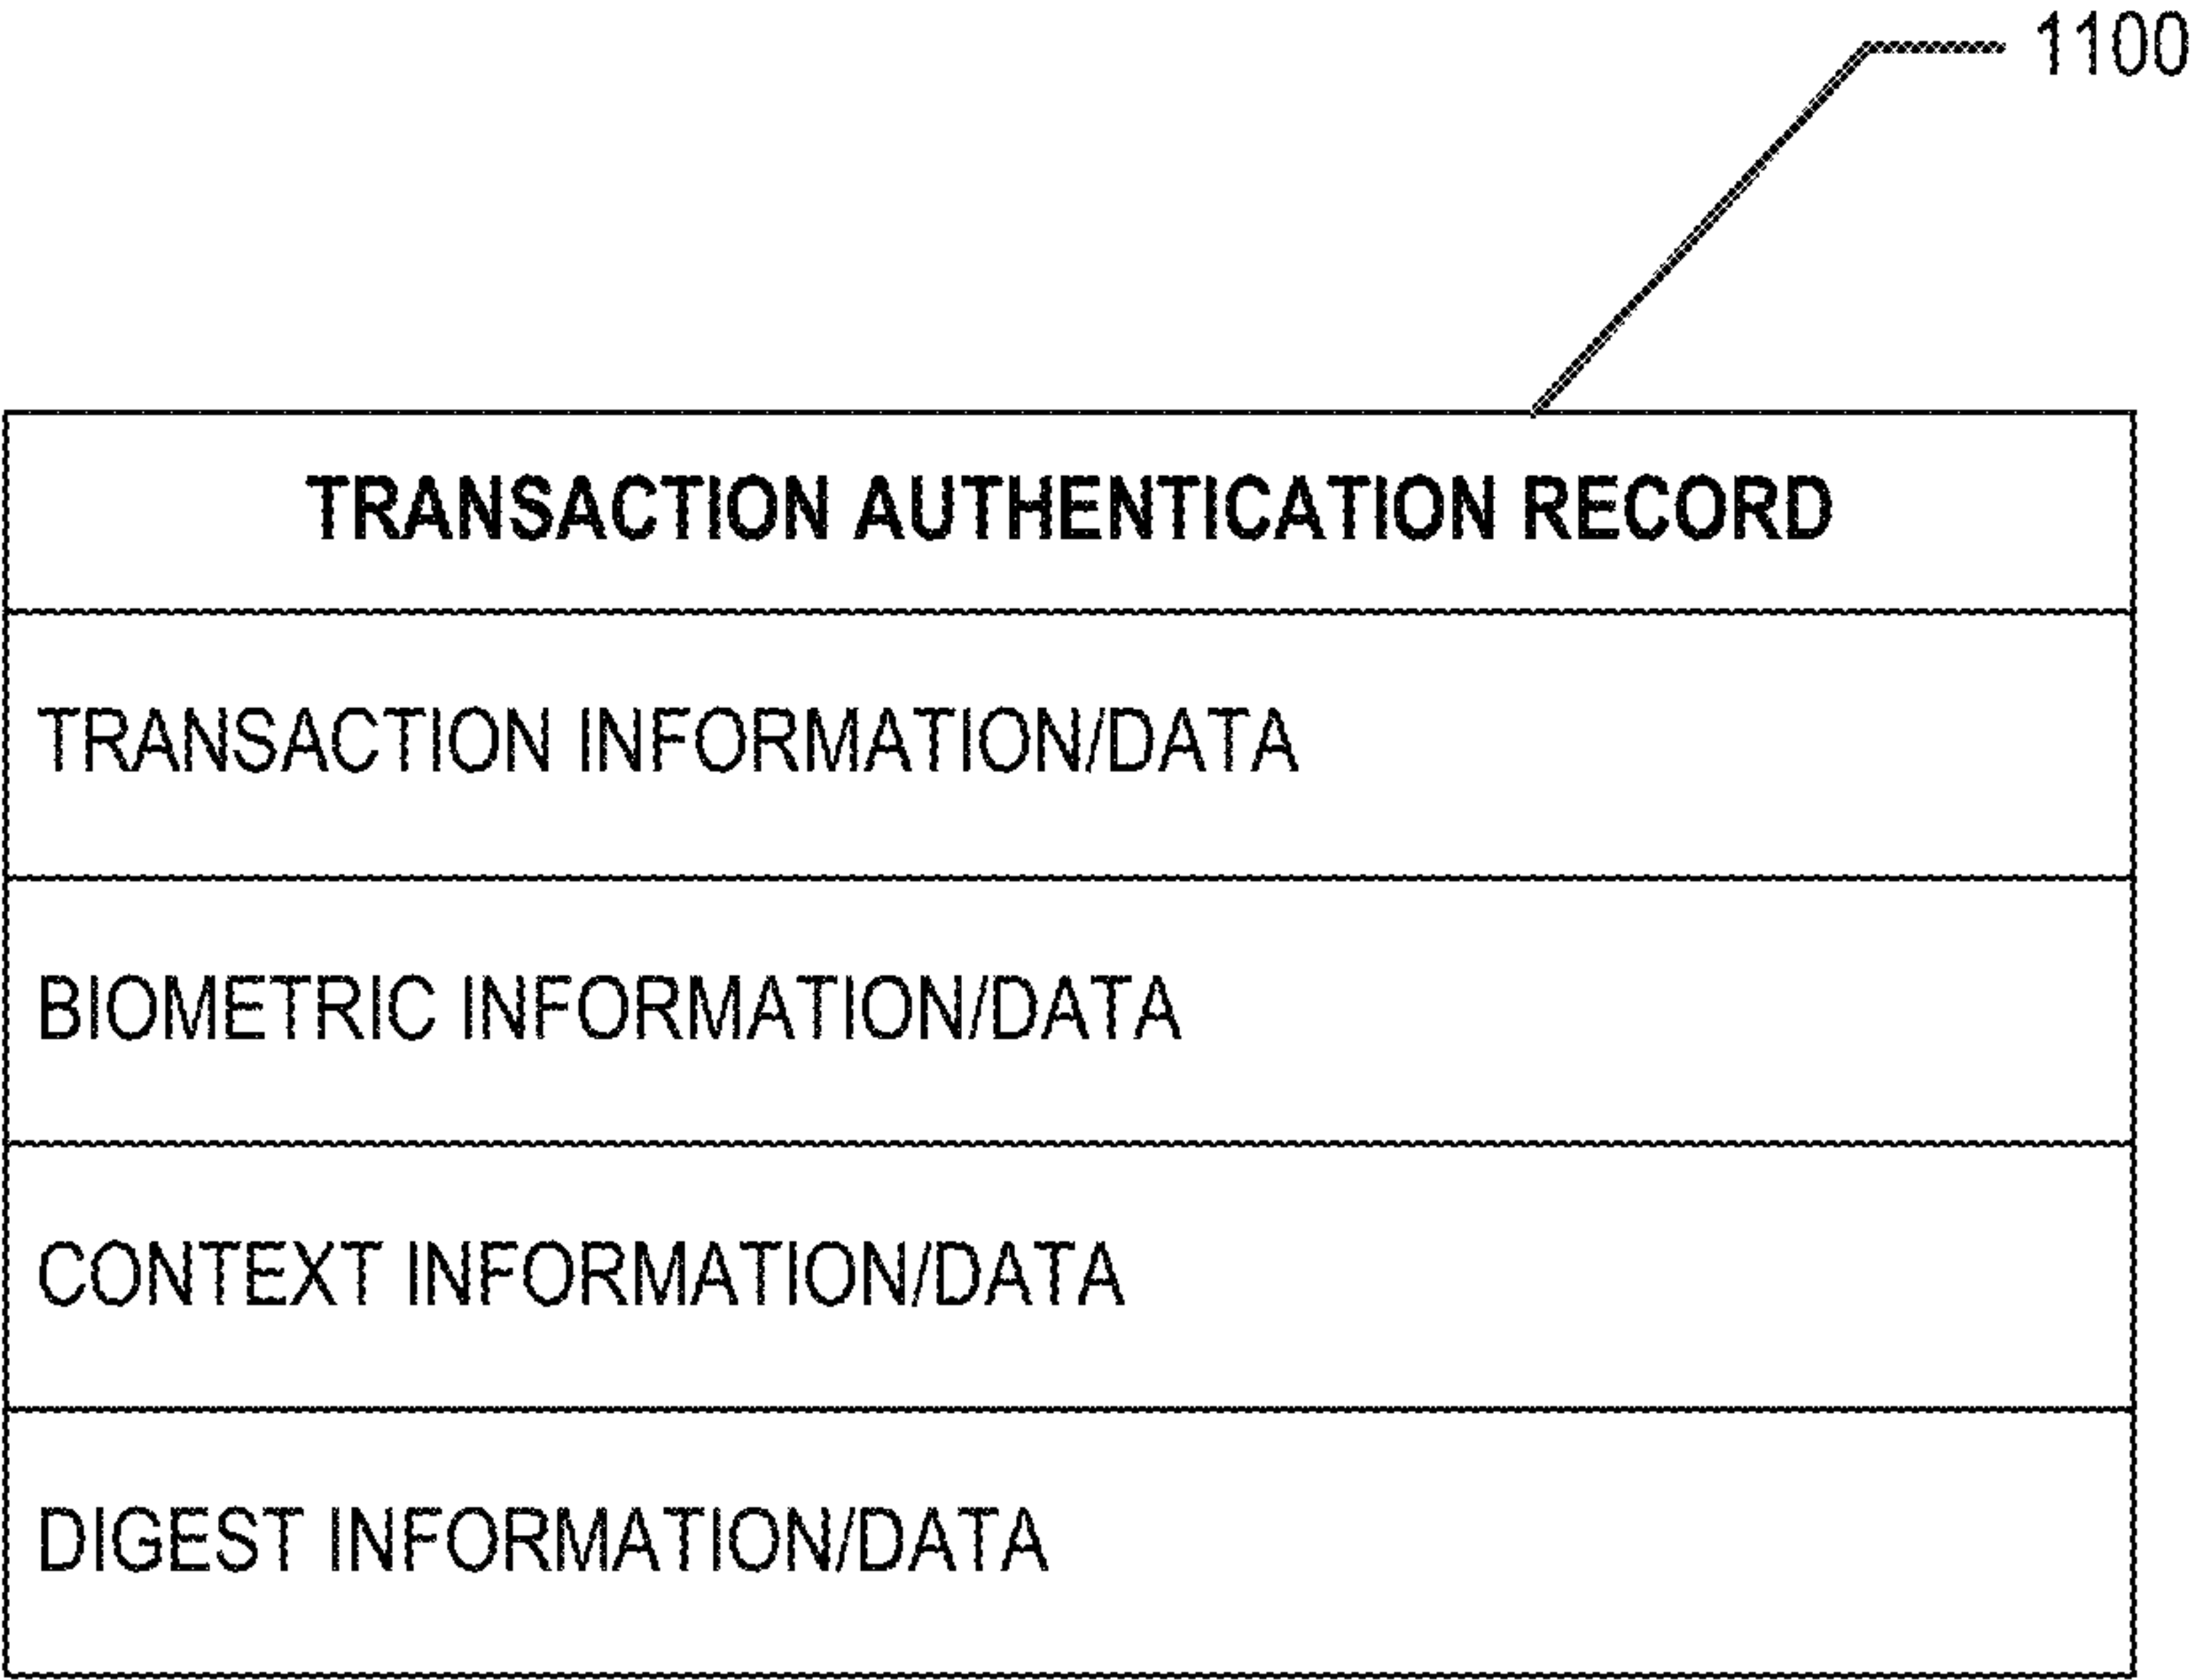 1100
TRANSACTION AUTHENTICATION RECORD
TRANSACTION INFORMATION/DATA
BIOMETRIC INFORMATION/DATA
CONTEXT INFORMATION/DATA
DIGEST INFORMATION/DATA